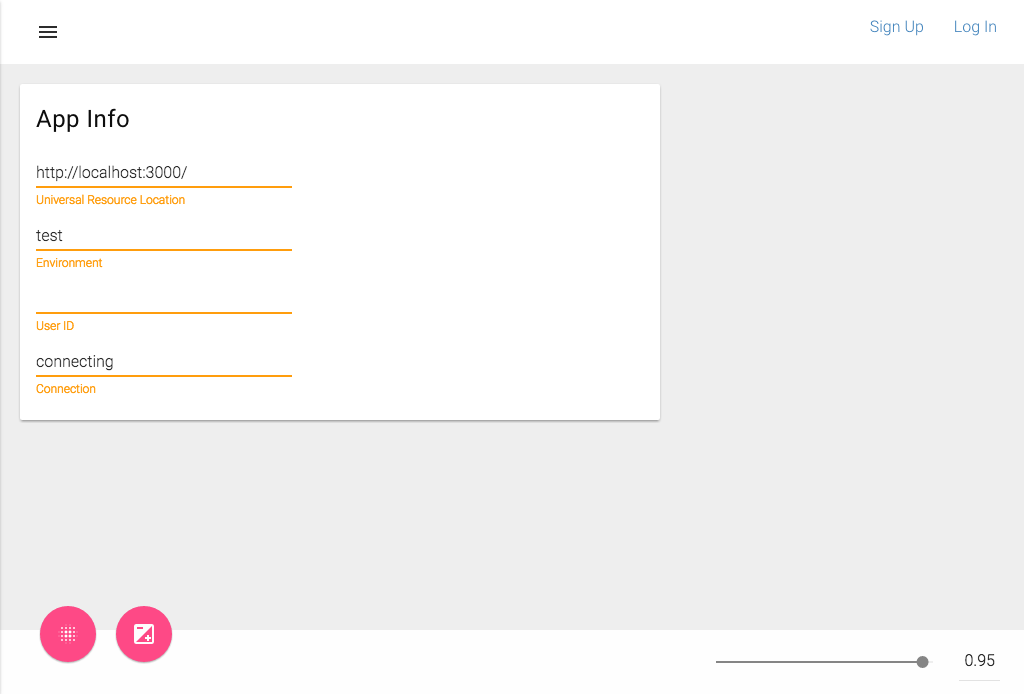 Sign Up Log In
App Info
http://localhost:3000/
Universal Resource Location
test
Environment
User ID
connecting
Connection
0.95